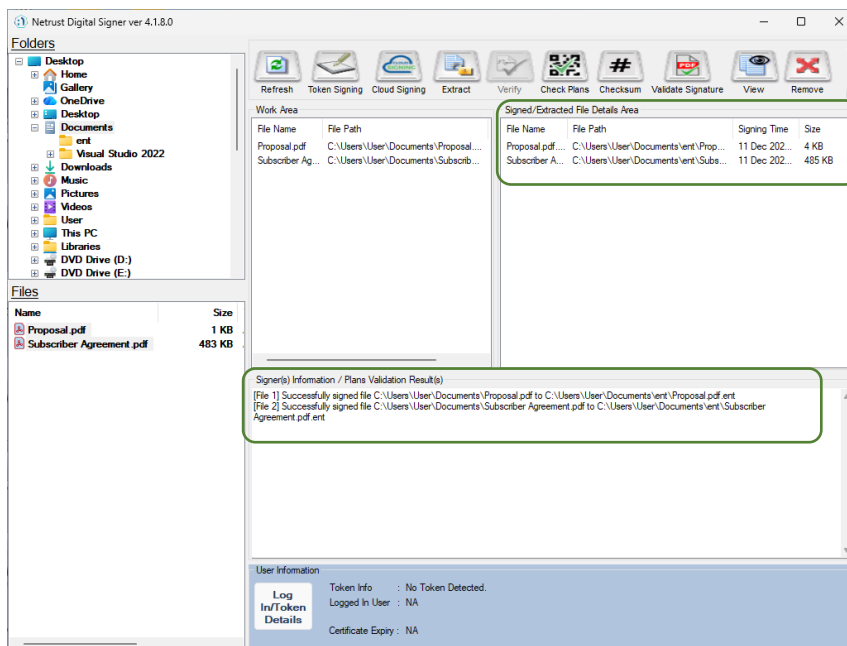 Netrust Digital Signer ver 4.1.8.0
Folders
Desktop
Home
Gallery
OneDrive
Desktop
Documents
ent
Visual Studio 2022
Downloads
Music
Pictures
Videos
User
This PC
Libraries
DVD Drive (D:)
DVD Drive (E:)
Files
Name Size
Proposal.pdf 1 KB
Subscriber Agreement.pdf 483 KB
Refresh Token Signing Cloud Signing Extract Verify Check Plans Checksum Validate Signature View Remove
SIGNING
#
PDF
Work Area
File Name File Path
Proposal.pdf C:\Users\User\Documents\Proposal....
Subscriber Ag... C:\Users\User\Documents\Subscrib...
Signed/Extracted File Details Area
File Name File Path Signing Time Size
Proposal.pdf.... C:\Users\User\Documents\ent\Prop... 11 Dec 202... 4 KB
Subscriber A... C:\Users\User\Documents\ent\Subs... 11 Dec 202... 485 KB
Signer(s) Information / Plans Validation Result(s)
[File 1] Successfully signed file C:\Users\User\Documents\Proposal.pdf to C:\Users\User\Documents\ent\Proposal.pdf.ent
[File 2] Successfully signed file C:\Users\User\Documents\Subscriber Agreement.pdf to C:\Users\User\Documents\ent\Subscriber
Agreement.pdf.ent
User Information
Log
In/Token
Details
Token Info : No Token Detected.
Logged In User : NA
Certificate Expiry : NA